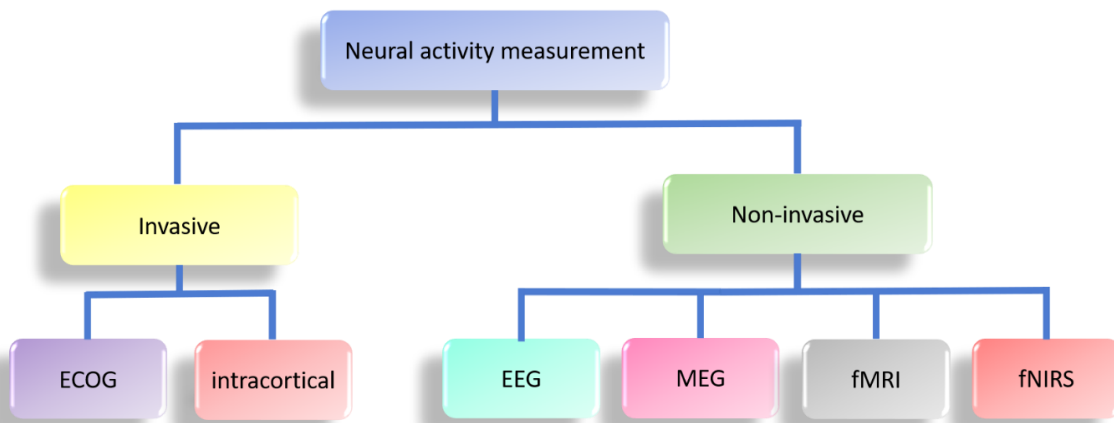 Neural activity measurement
Invasive
Non-invasive
ECOG
intracortical
EEG
MEG
fMRI
fNIRS